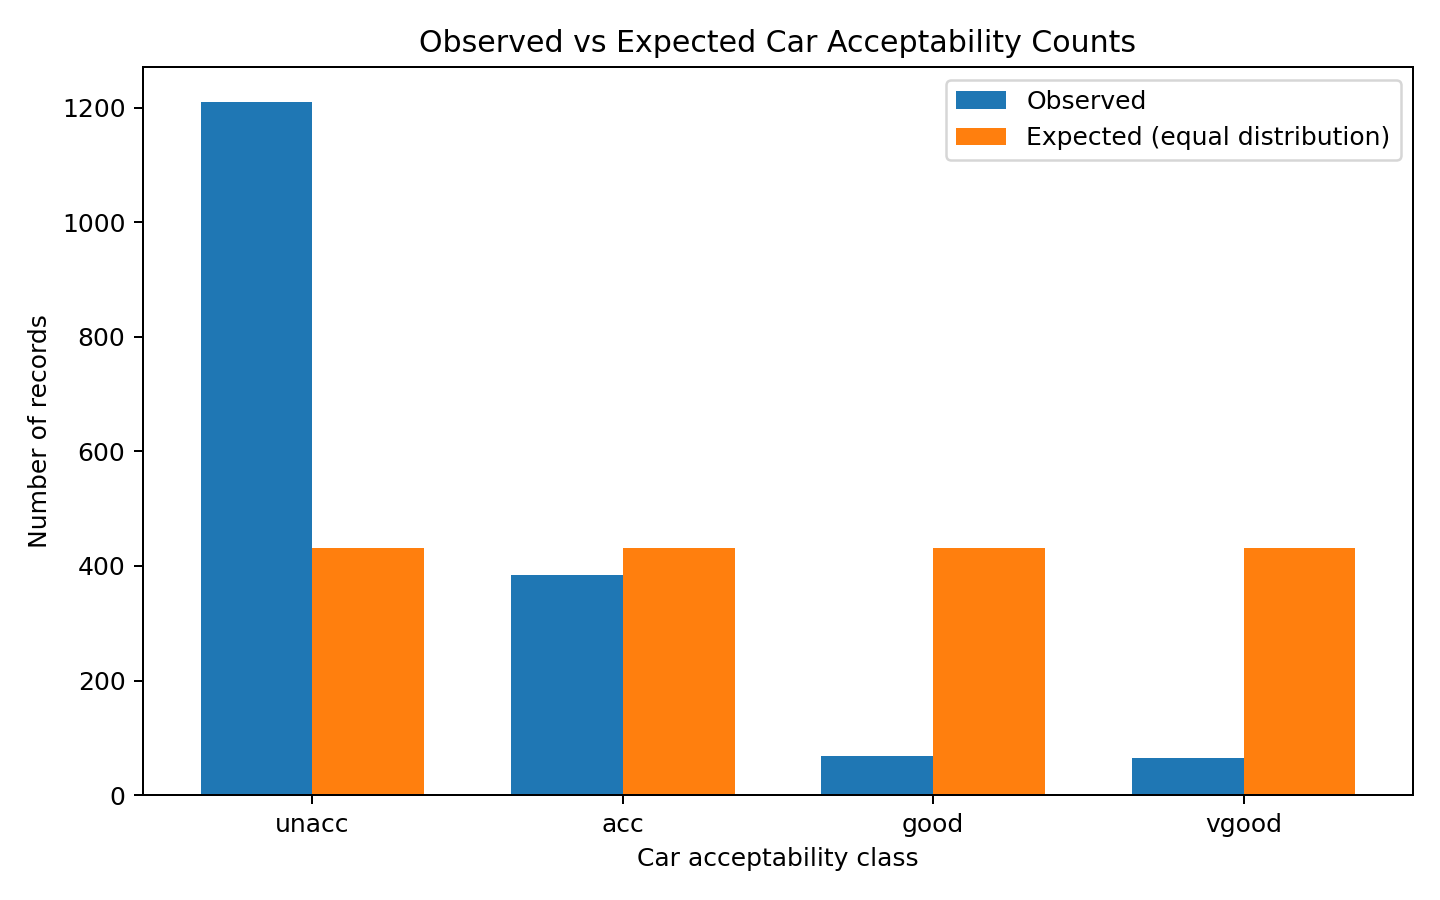 Observed vs Expected Car Acceptability Counts
Observed
Expected (equal distribution)
1200
1000
800
600
400
200
0
Number of records
unacc
acc
good
vgood
Car acceptability class